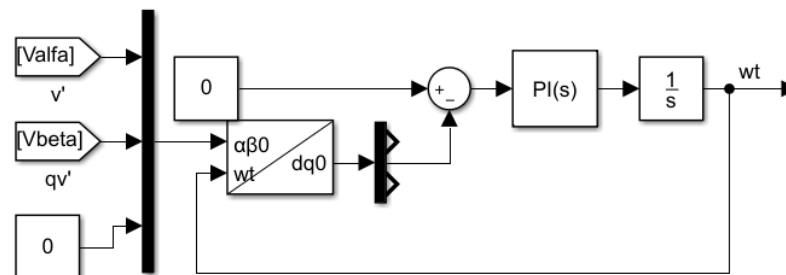 [Valfa]
v'
[Vbeta]
qv'
0
0
αβ0
wt
dq0
+
−
PI(s)
1
s
wt